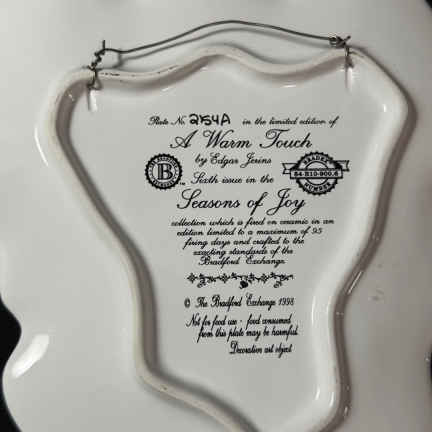 Plate No. 2154A in the limited edition of
A Warm Touch
by Edgar Jerins
Sixth issue in the
Seasons of Joy
collection which is fired on ceramic in an
edition limited to a maximum of 95
firing days and crafted to the
exacting standards of the
Bradford Exchange.
B
BRADEX
84-B10-900.6
NUMBER
© The Bradford Exchange 1998
Not for food use - food consumed
from this plate may be harmful.
Decorative art object